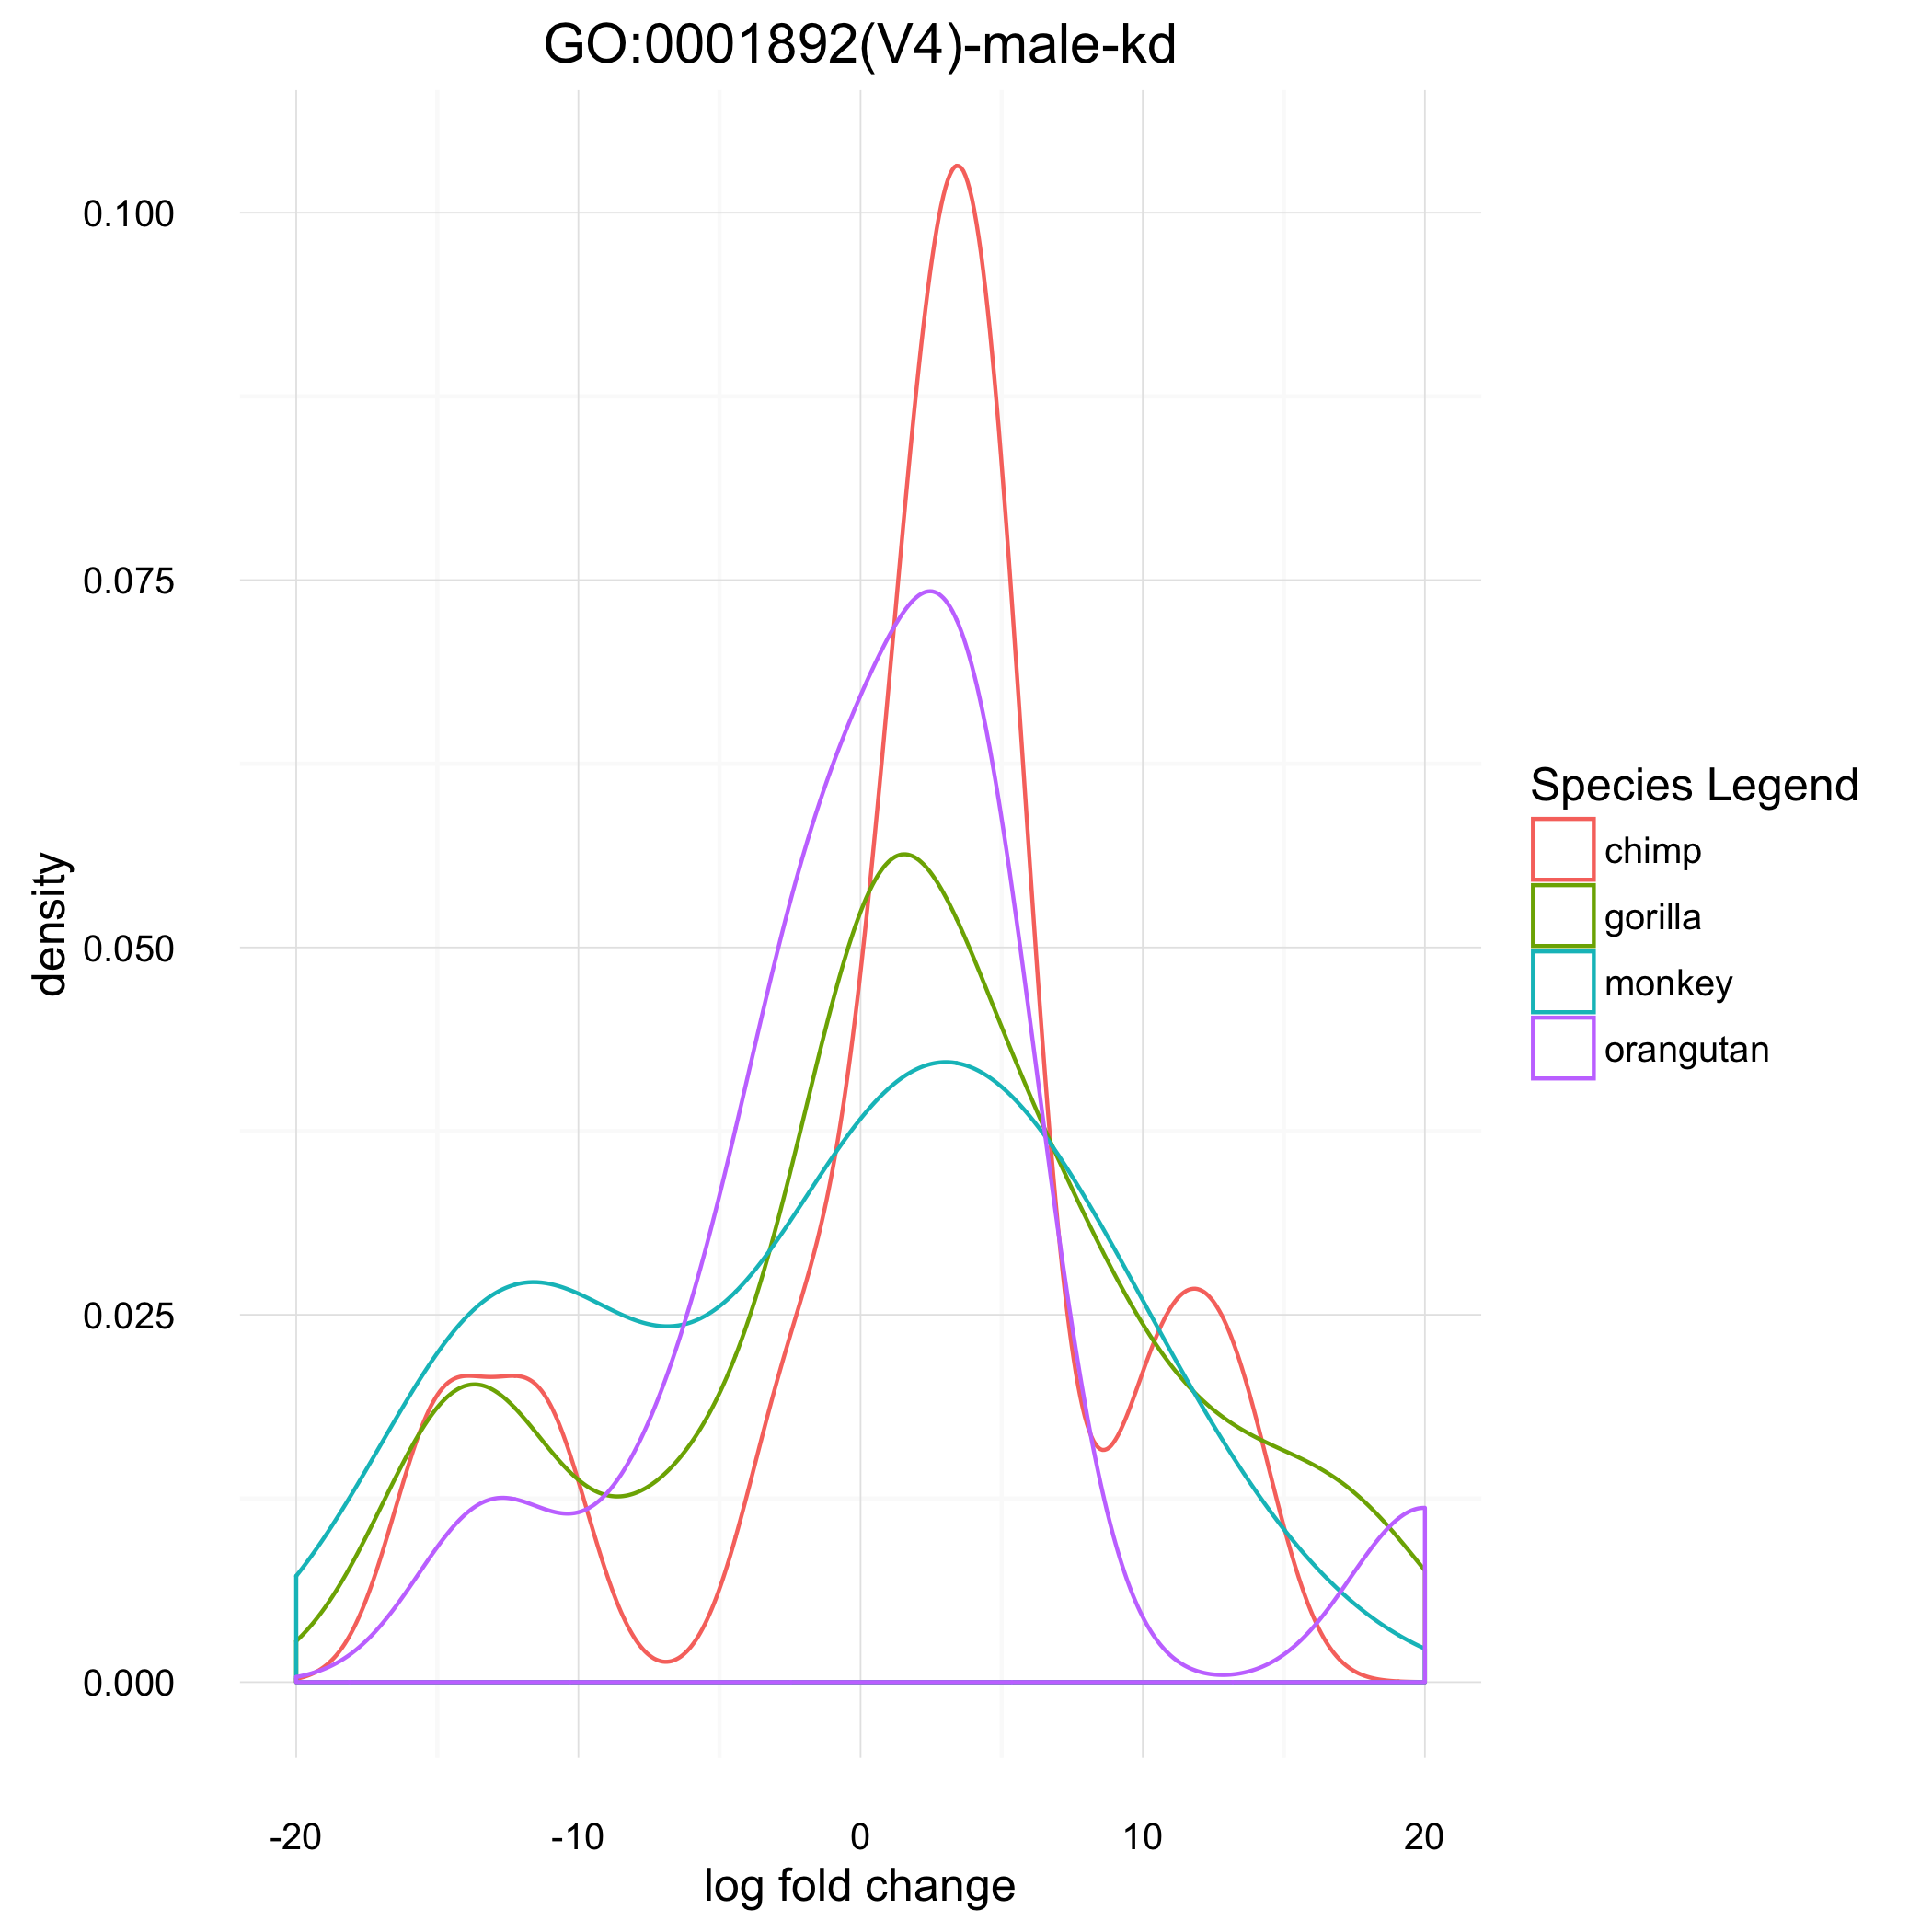 GO:0001892(V4)-male-kd
0.100
0.075
0.050
0.025
0.000
density
-20 -10 0 10 20
log fold change
Species Legend
chimp
gorilla
monkey
orangutan